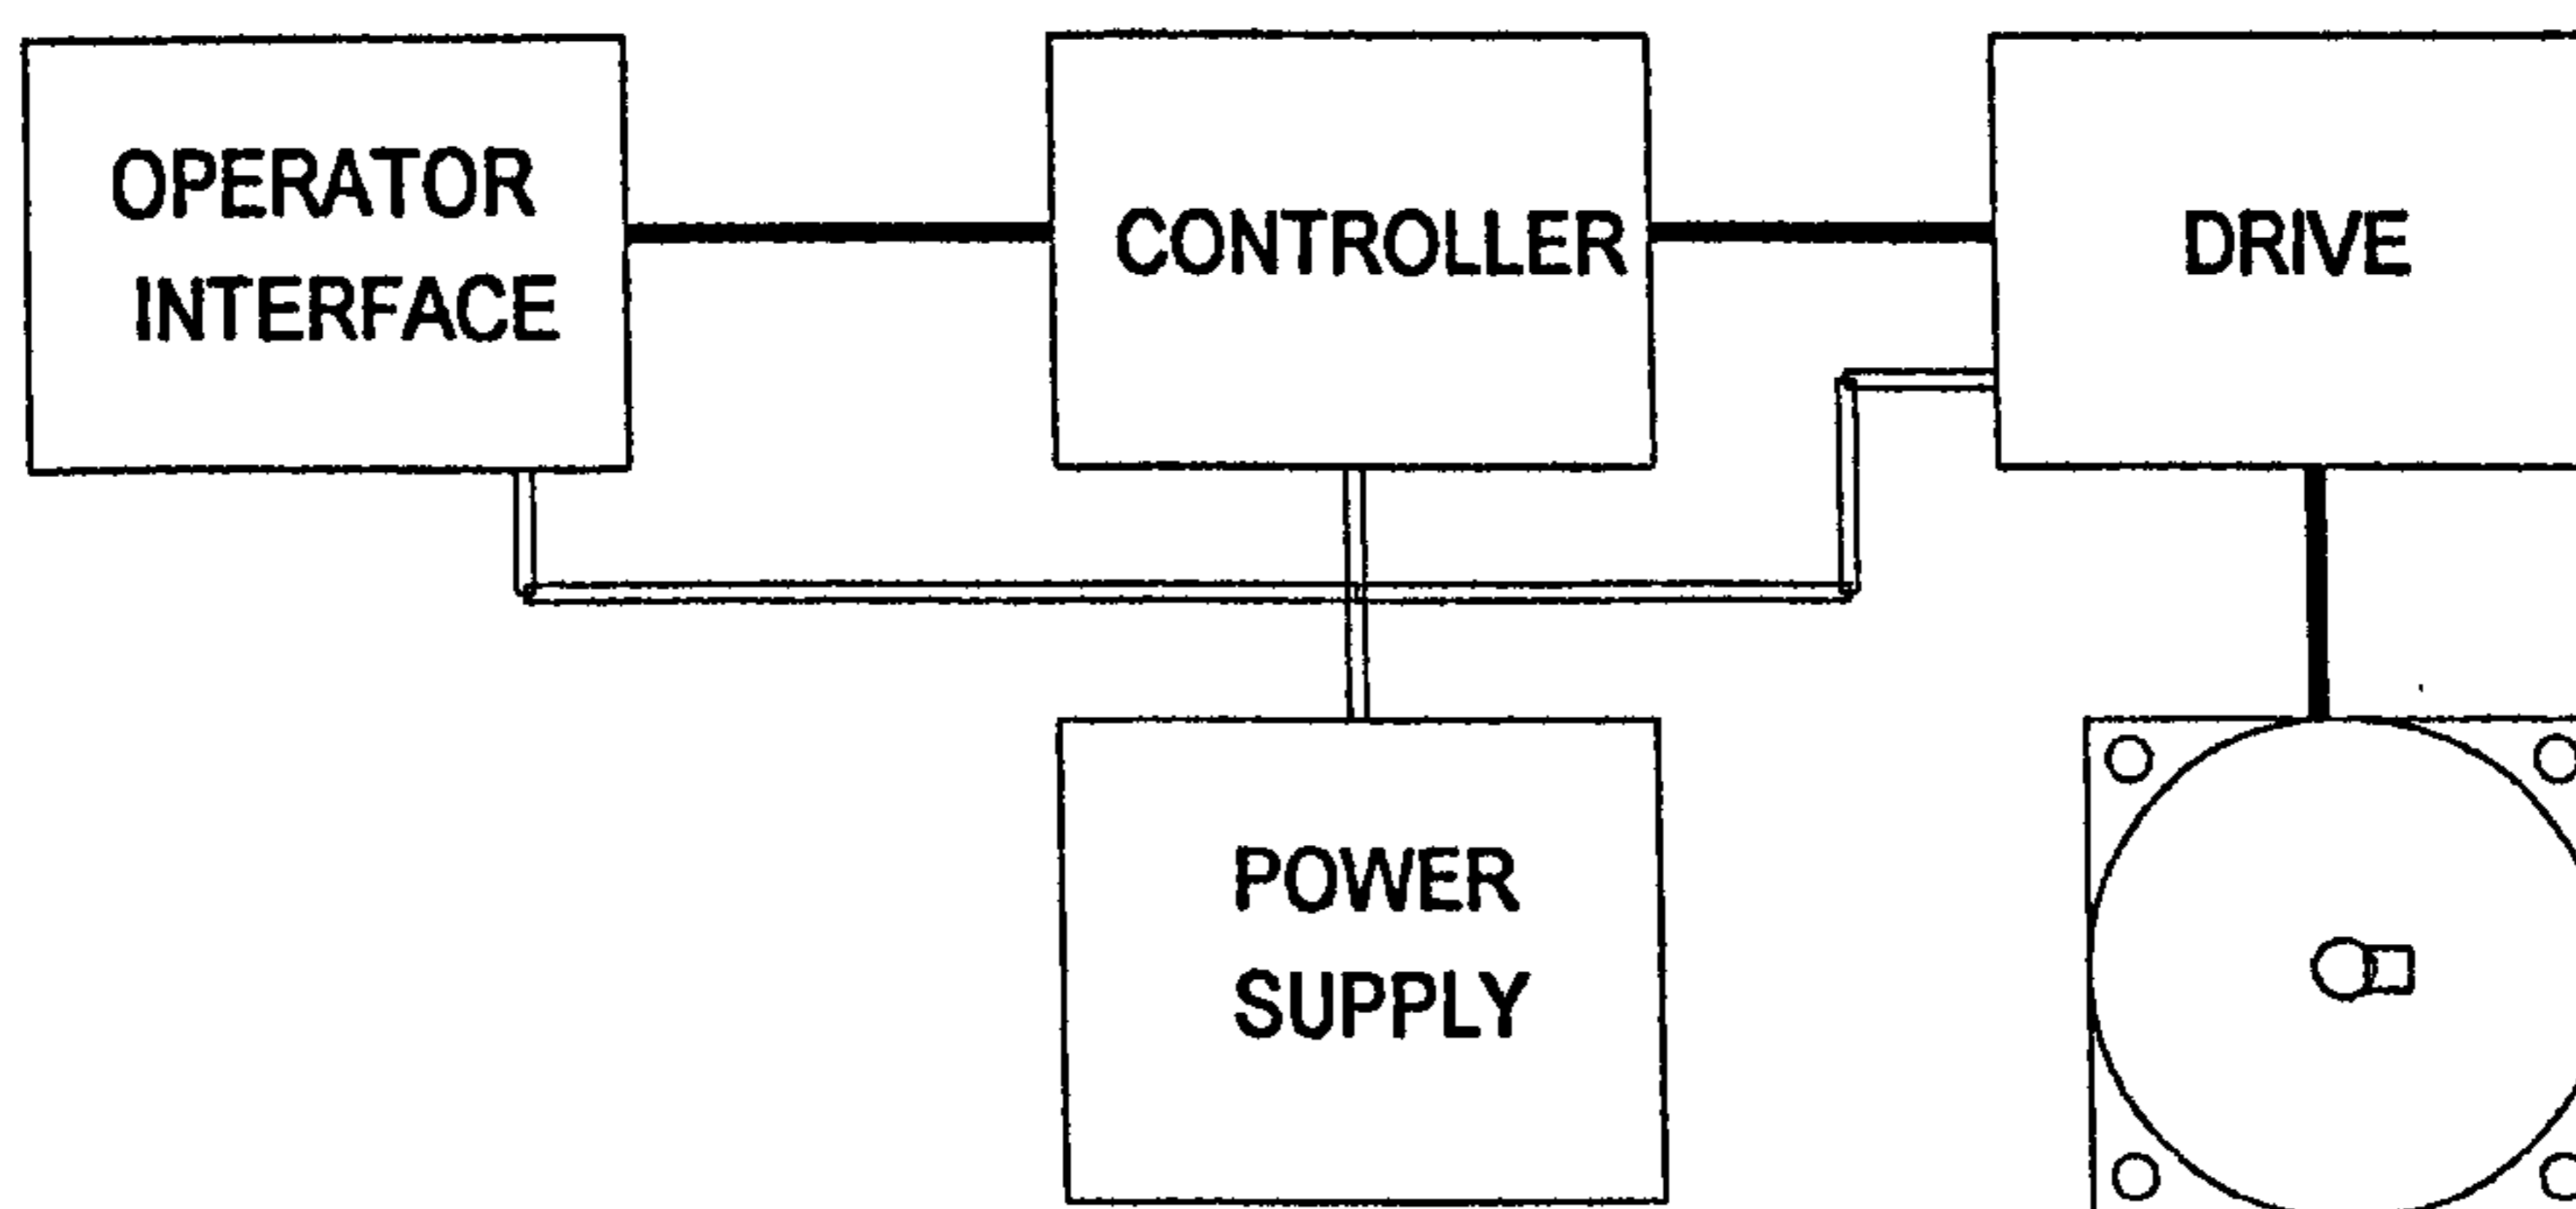 OPERATOR
INTERFACE
CONTROLLER
DRIVE
POWER
SUPPLY